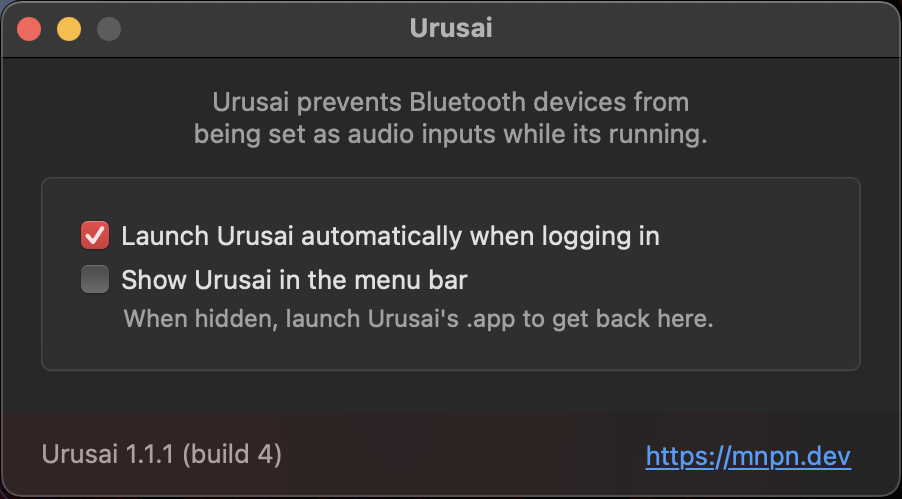 Urusai
Urusai prevents Bluetooth devices from
being set as audio inputs while its running.
Launch Urusai automatically when logging in
Show Urusai in the menu bar
When hidden, launch Urusai's .app to get back here.
Urusai 1.1.1 (build 4)
https://mnpn.dev